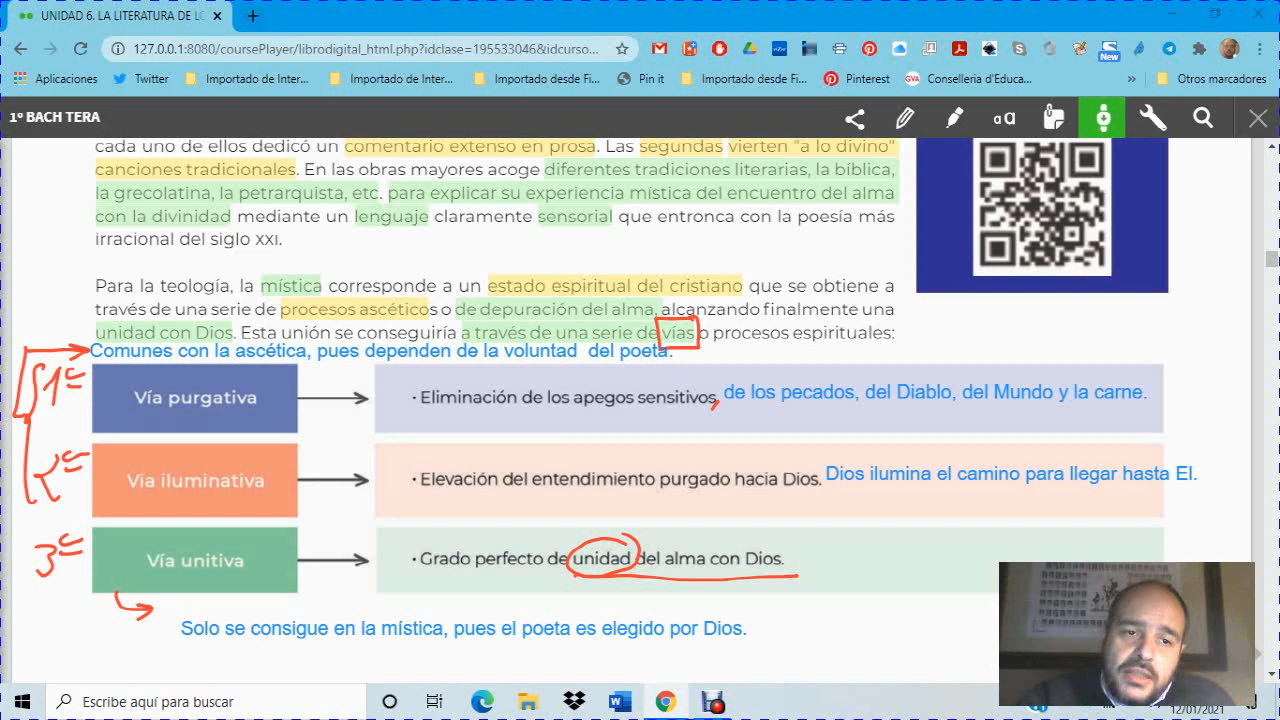 UNIDAD 6. LA LITERATURA DE LO
127.0.0.1:8080/coursePlayer/librodigital_html.php?idclase=195533046&idcurso...
New
Aplicaciones Twitter Importado de Inter... Importado de Inter... Importado desde Fi... Pin it Importado desde Fi... Pinterest GVA Conselleria d'Educa... » Otros marcadores
1º BACH TERA
aa
cada uno de ellos dedicó un comentario extenso en prosa. Las segundas vierten "a lo divino"
canciones tradicionales. En las obras mayores acoge diferentes tradiciones literarias, la bíblica,
la grecolatina, la petrarquista, etc. para explicar su experiencia mística del encuentro del alma
con la divinidad mediante un lenguaje claramente sensorial que entronca con la poesía más
irracional del siglo XXI.
Para la teología, la mística corresponde a un estado espiritual del cristiano que se obtiene a
través de una serie de procesos ascéticos o de depuración del alma, alcanzando finalmente una
unidad con Dios. Esta unión se conseguiría a través de una serie de vías o procesos espirituales:
Comunes con la ascética, pues dependen de la voluntad del poeta.
1ª
Vía purgativa
· Eliminación de los apegos sensitivos, de los pecados, del Diablo, del Mundo y la carne.
2ª
Vía iluminativa
· Elevación del entendimiento purgado hacia Dios. Dios ilumina el camino para llegar hasta El.
3ª
Vía unitiva
· Grado perfecto de unidad del alma con Dios.
Solo se consigue en la mística, pues el poeta es elegido por Dios.
Escribe aquí para buscar
12/01/2021